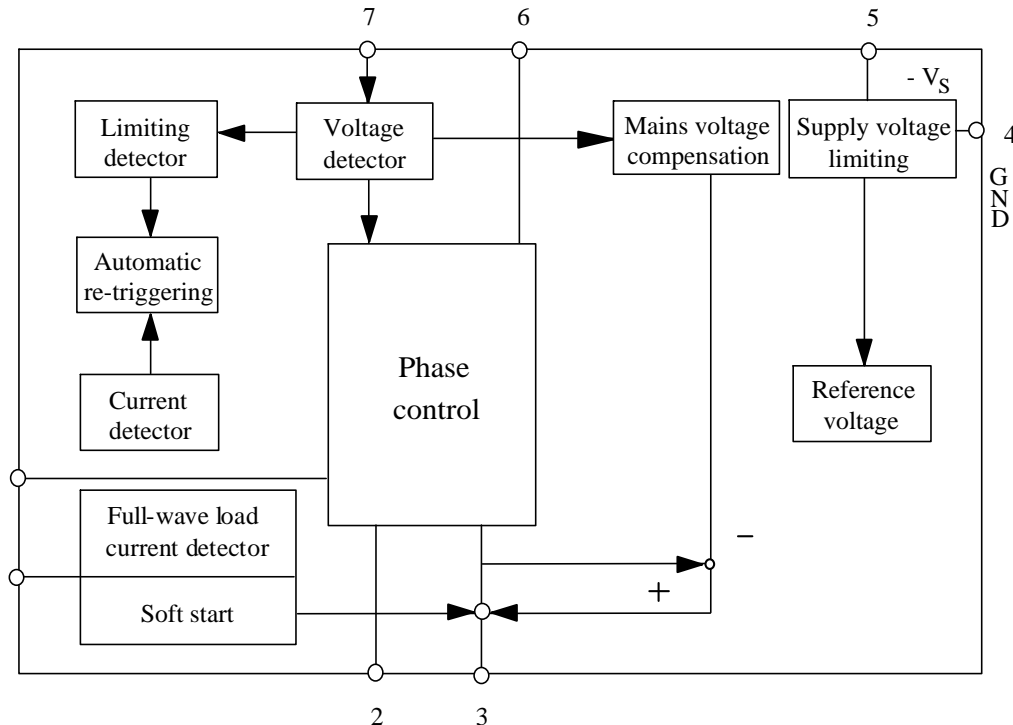 7
6
5
- VS
Limiting
detector
Voltage
detector
Mains voltage
compensation
Supply voltage
limiting
4
GND
Automatic
re-triggering
Phase
control
Current
detector
Reference
voltage
Full-wave load
current detector
−
+
Soft start
2
3